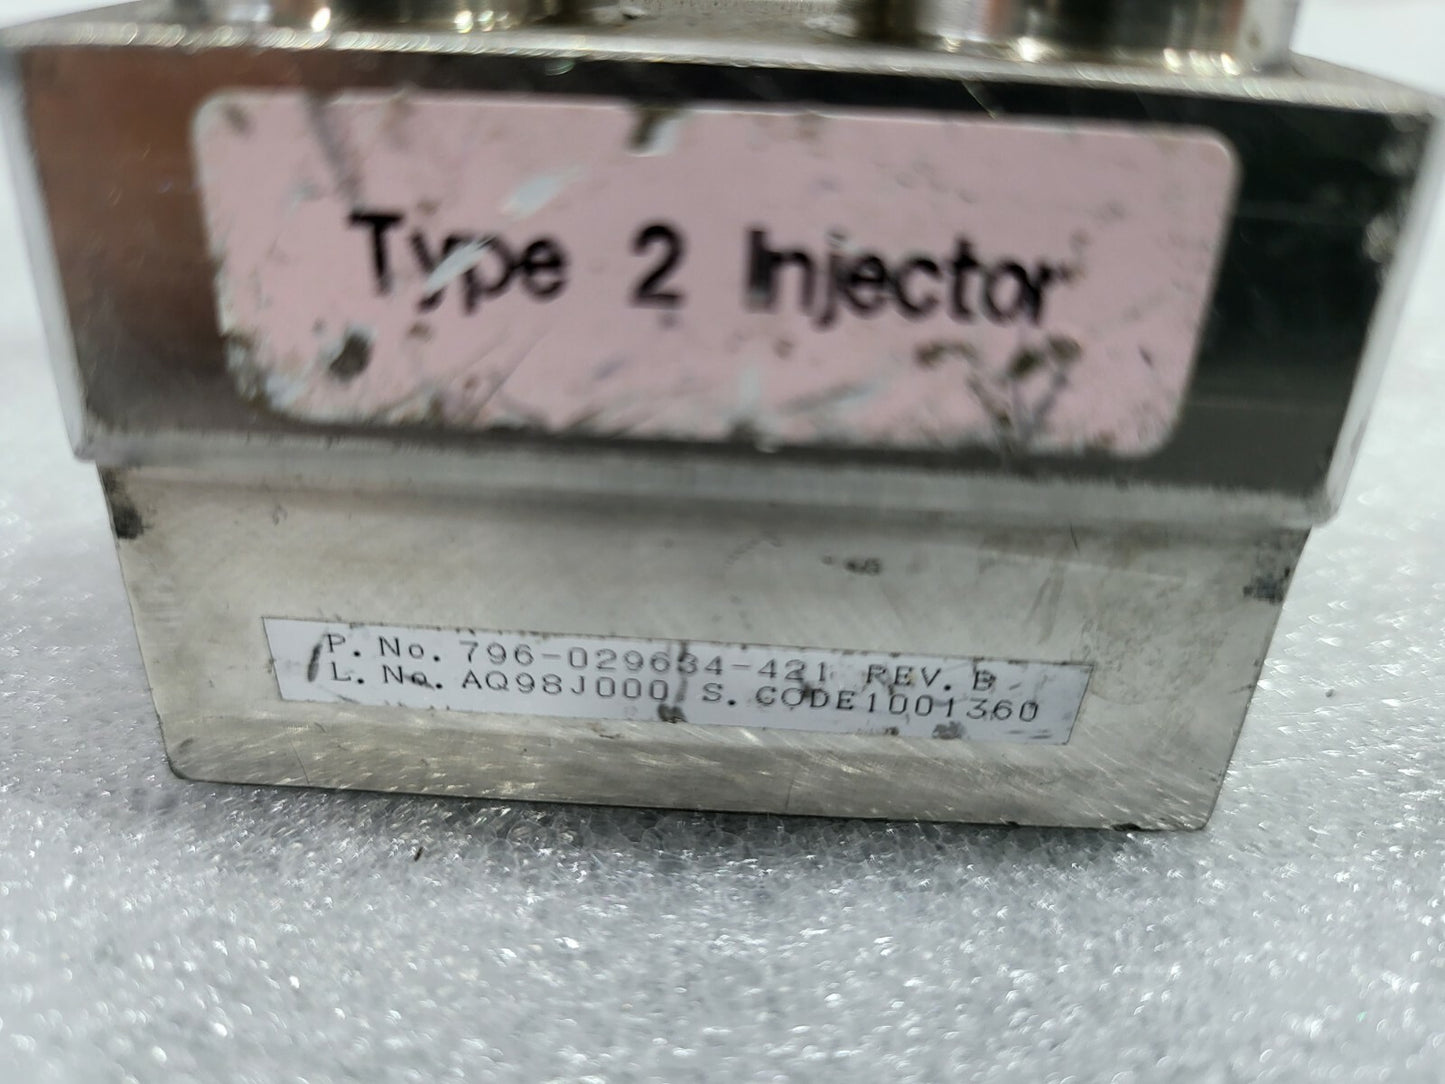 Type 2 Injector
P. No. 796-029634-421 REV. B
L. No. AQ98J000 S. CODE1001360